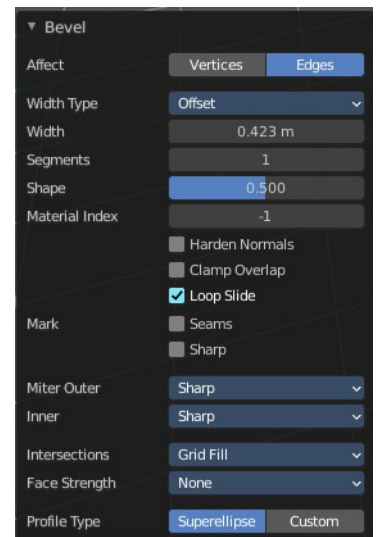 Bevel
Affect Vertices Edges
Width Type Offset
Width 0.423 m
Segments 1
Shape 0.500
Material Index -1
Harden Normals
Clamp Overlap
Loop Slide
Mark Seams
Sharp
Miter Outer Sharp
Inner Sharp
Intersections Grid Fill
Face Strength None
Profile Type Superellipse Custom